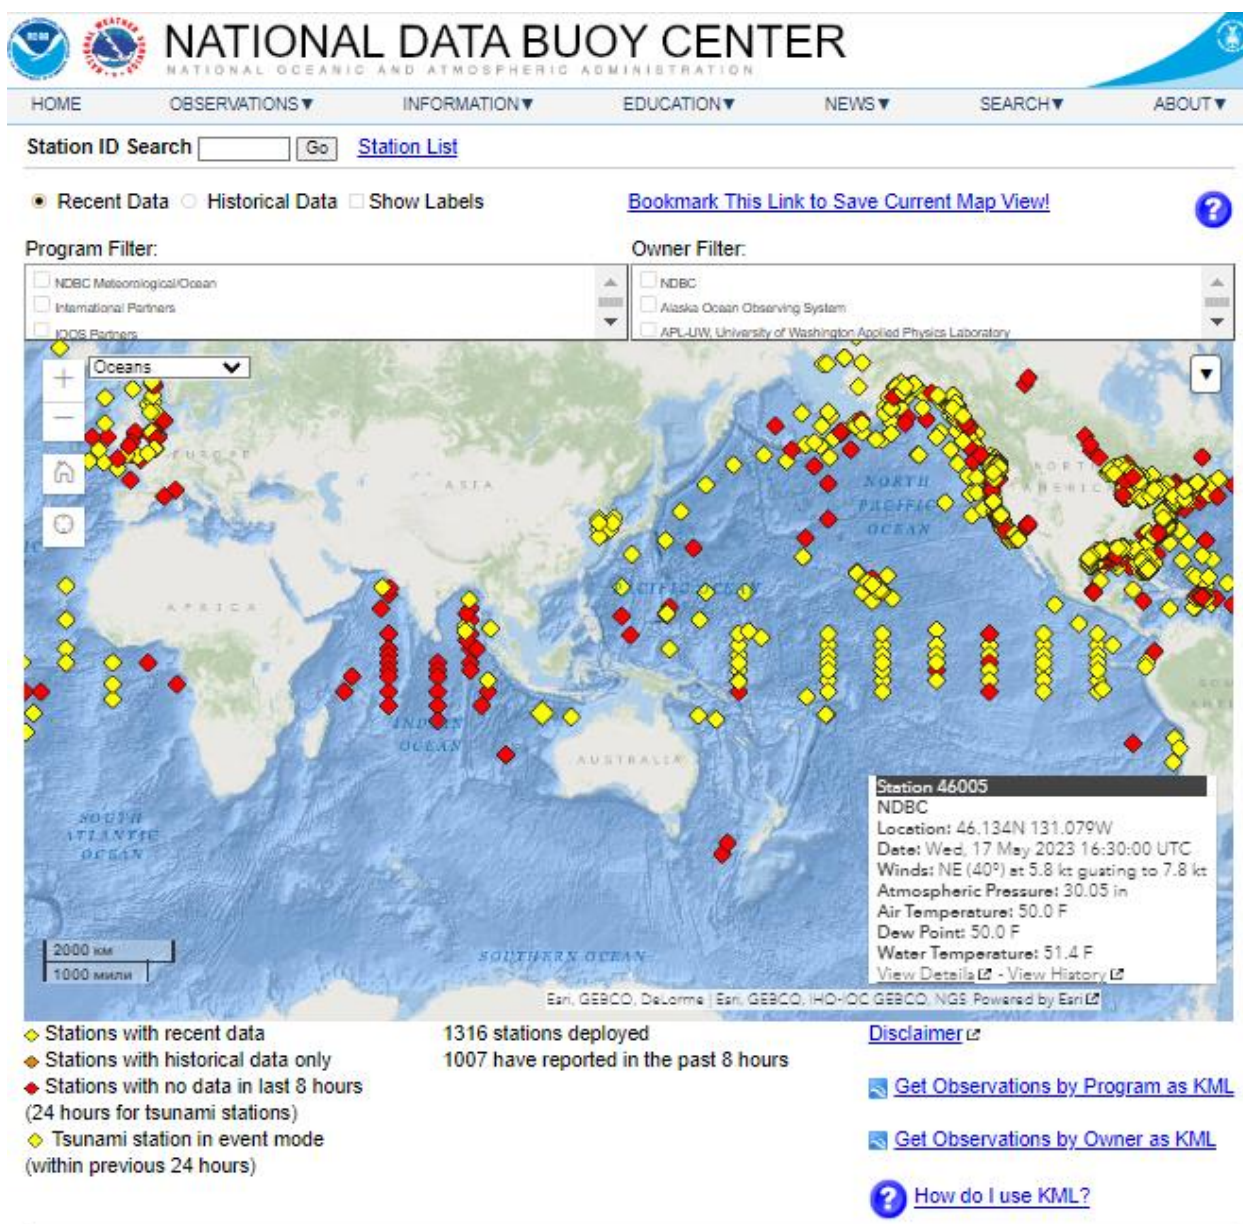 NATIONAL DATA BUOY CENTER
NATIONAL OCEANIC AND ATMOSPHERIC ADMINISTRATION
HOME OBSERVATIONS▼ INFORMATION▼ EDUCATION▼ NEWS▼ SEARCH▼ ABOUT▼
Station ID Search Go Station List
Recent Data Historical Data Show Labels Bookmark This Link to Save Current Map View! ?
Program Filter: Owner Filter:
NDBC Meteorological/Ocean NDBC
International Partners Alaska Ocean Observing System
IOOS Partners APL-UW, University of Washington Applied Physics Laboratory
Oceans
EUROPE
ASIA
NORTH PACIFIC OCEAN
NORTH AMERICA
PACIFIC OCEAN
AFRICA
INDIAN OCEAN
AUSTRALIA
SOUTH ATLANTIC OCEAN
SOUTHERN OCEAN
Station 46005
NDBC
Location: 46.134N 131.079W
Date: Wed, 17 May 2023 16:30:00 UTC
Winds: NE (40º) at 5.8 kt gusting to 7.8 kt
Atmospheric Pressure: 30.05 in
Air Temperature: 50.0 F
Dew Point: 50.0 F
Water Temperature: 51.4 F
View Details - View History
2000 км
1000 мили
Esri, GEBCO, DeLorme | Esri, GEBCO, IHO-IOC GEBCO, NGS Powered by Esri
Stations with recent data 1316 stations deployed Disclaimer
Stations with historical data only 1007 have reported in the past 8 hours
Stations with no data in last 8 hours Get Observations by Program as KML
(24 hours for tsunami stations)
Tsunami station in event mode Get Observations by Owner as KML
(within previous 24 hours)
? How do I use KML?